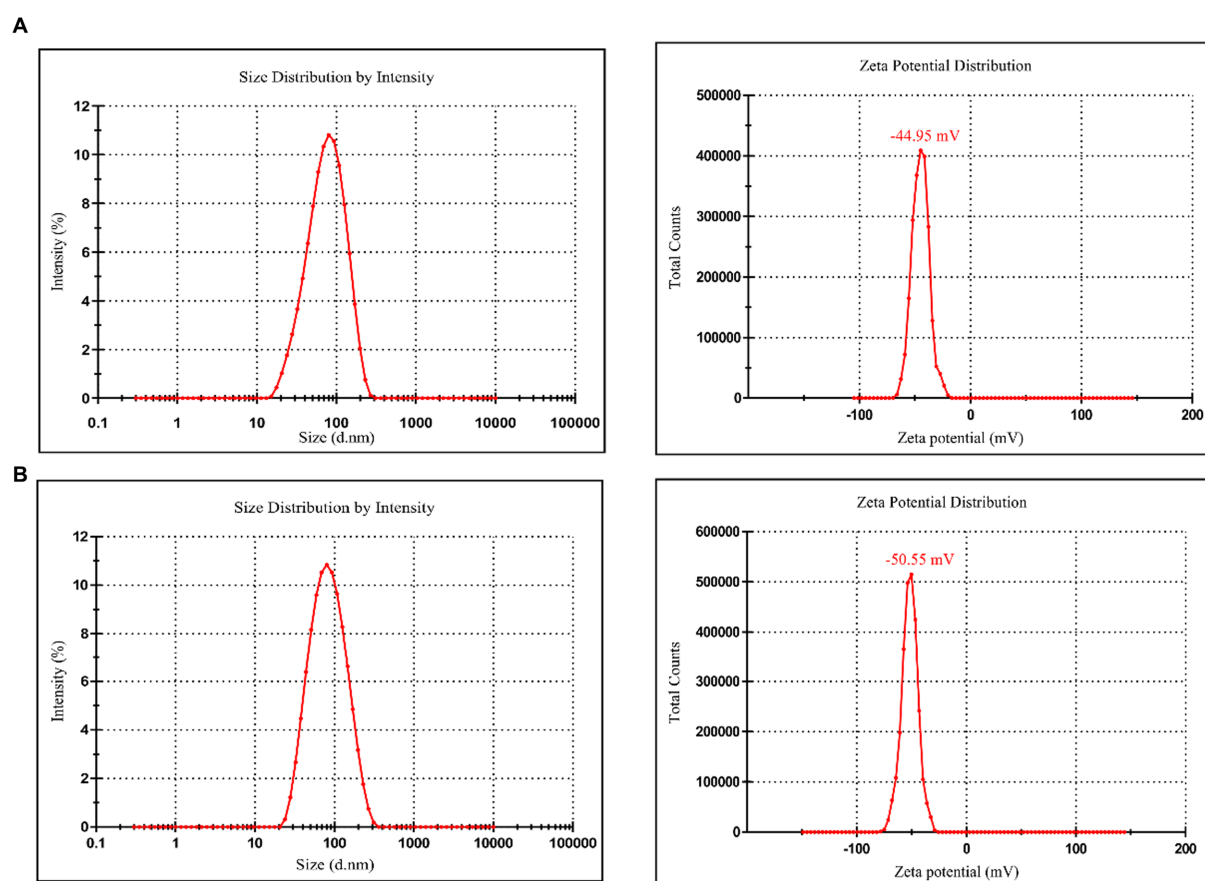 A
Size Distribution by Intensity
12
10
8
6
4
2
0
Intensity (%)
0.1 1 10 100 1000 10000 100000
Size (d.nm)
Zeta Potential Distribution
500000
400000
300000
200000
100000
0
Total Counts
-44.95 mV
-100 0 100 200
Zeta potential (mV)
B
Size Distribution by Intensity
12
10
8
6
4
2
0
Intensity (%)
0.1 1 10 100 1000 10000 100000
Size (d.nm)
Zeta Potential Distribution
600000
500000
400000
300000
200000
100000
0
Total Counts
-50.55 mV
-100 0 100 200
Zeta potential (mV)